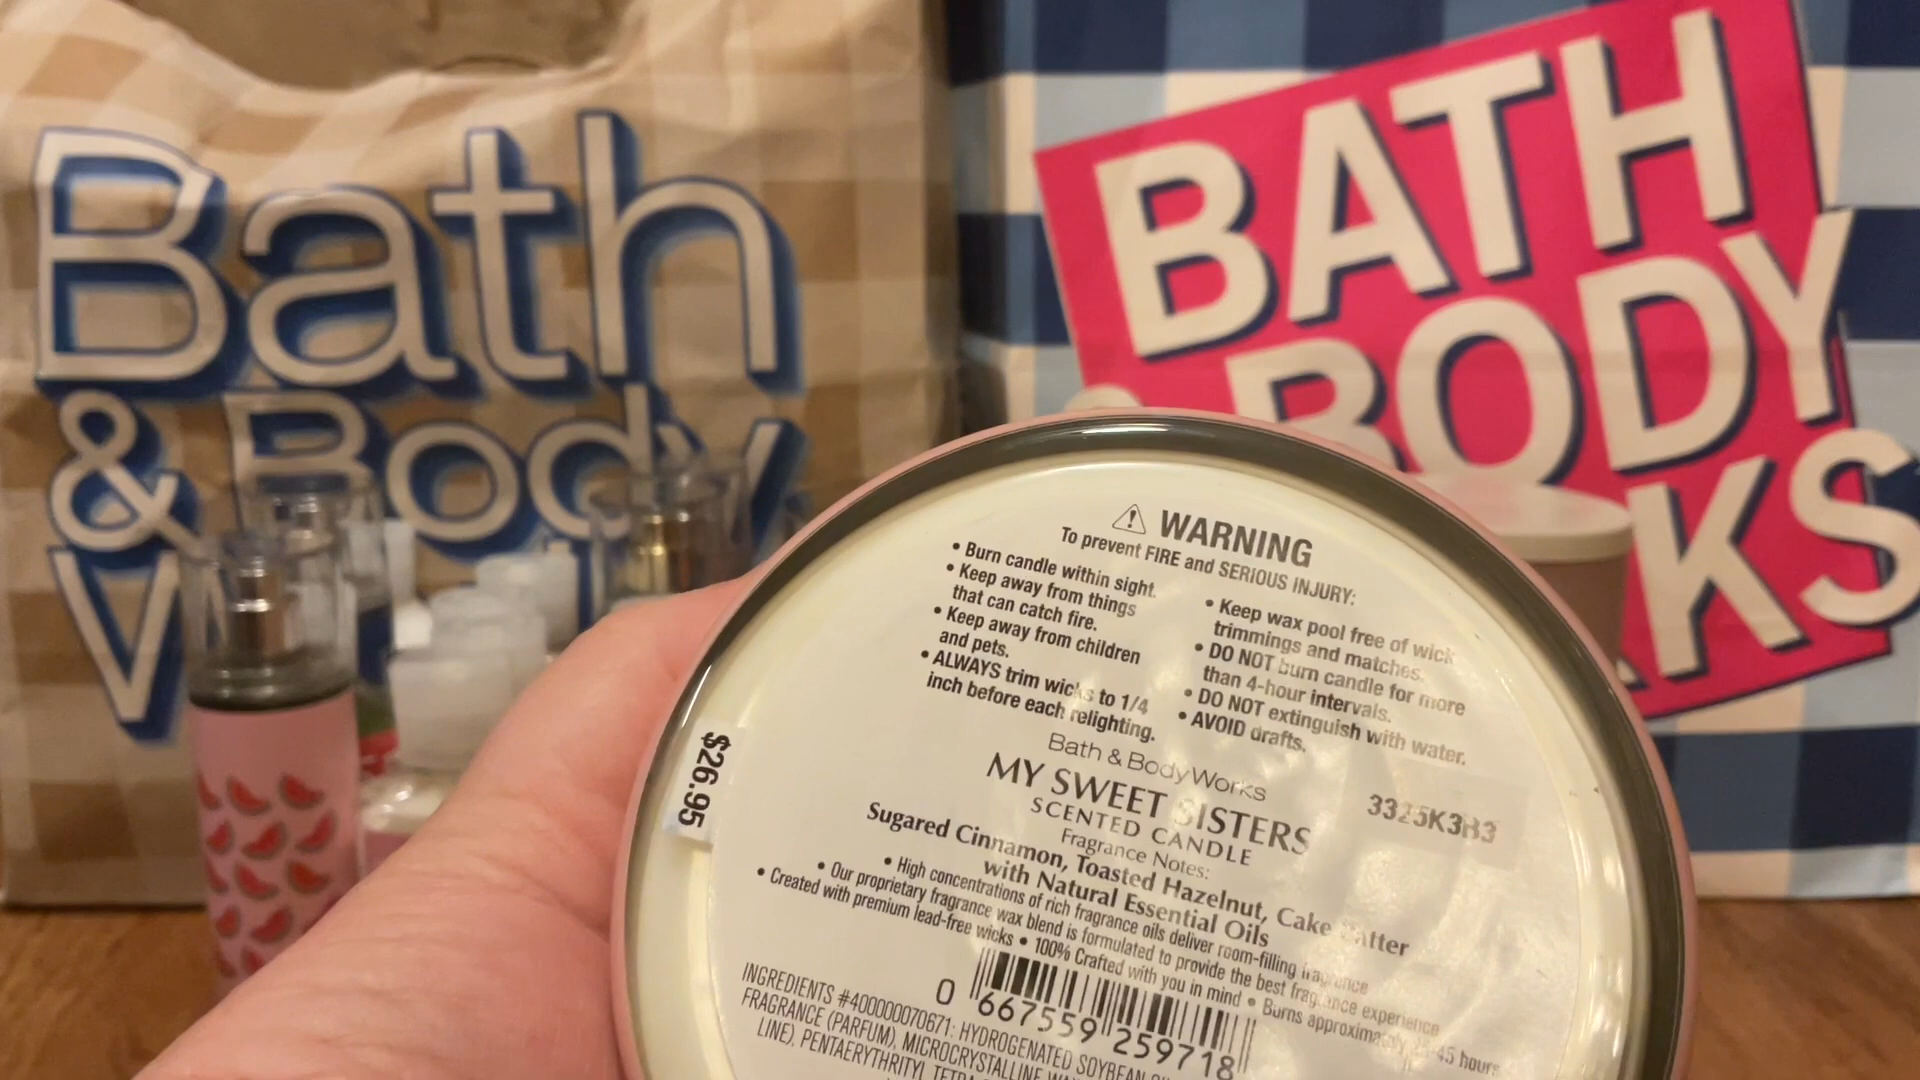 Bath
& Body
W
BATH
BODY
KS
WARNING
To prevent FIRE and SERIOUS INJURY:
• Burn candle within sight.
• Keep away from things
that can catch fire.
• Keep away from children
and pets.
• ALWAYS trim wicks to 1/4
inch before each relighting.
• Keep wax pool free of wick
trimmings and matches.
• DO NOT burn candle for more
than 4-hour intervals.
• DO NOT extinguish with water.
• AVOID drafts.
Bath & Body Works
MY SWEET SISTERS
SCENTED CANDLE
3325K3H3
$26.95
Fragrance Notes:
Sugared Cinnamon, Toasted Hazelnut, Cake Batter
with Natural Essential Oils
• High concentrations of rich fragrance oils deliver room-filling fragrance
• Our proprietary fragrance wax blend is formulated to provide the best fragrance experience
• Created with premium lead-free wicks • 100% Crafted with you in mind • Burns approximately 45 hours
0 667559 259718
INGREDIENTS #40000070671: HYDROGENATED SOYBEAN
FRAGRANCE (PARFUM), MICROCRYSTALLINE
LINE), PENTAERYTHRITYL